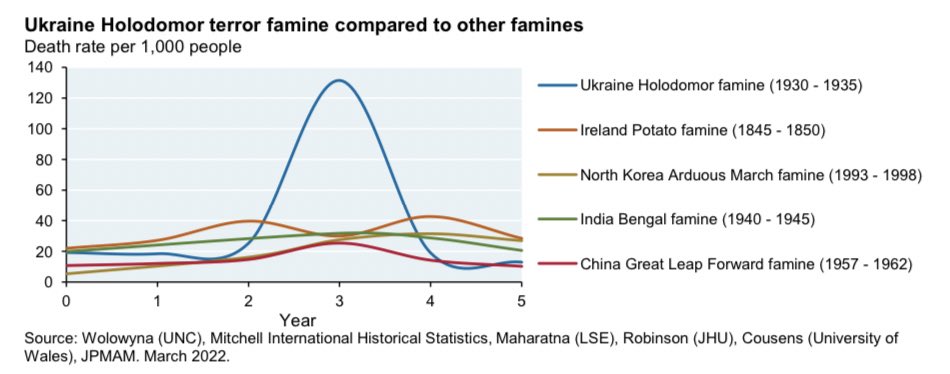 Ukraine Holodomor terror famine compared to other famines
Death rate per 1,000 people
140
120
100
80
60
40
20
0
0 1 2 3 4 5
Year
Ukraine Holodomor famine (1930 - 1935)
Ireland Potato famine (1845 - 1850)
North Korea Arduous March famine (1993 - 1998)
India Bengal famine (1940 - 1945)
China Great Leap Forward famine (1957 - 1962)
Source: Wolowyna (UNC), Mitchell International Historical Statistics, Maharatna (LSE), Robinson (JHU), Cousens (University of
Wales), JPMAM. March 2022.